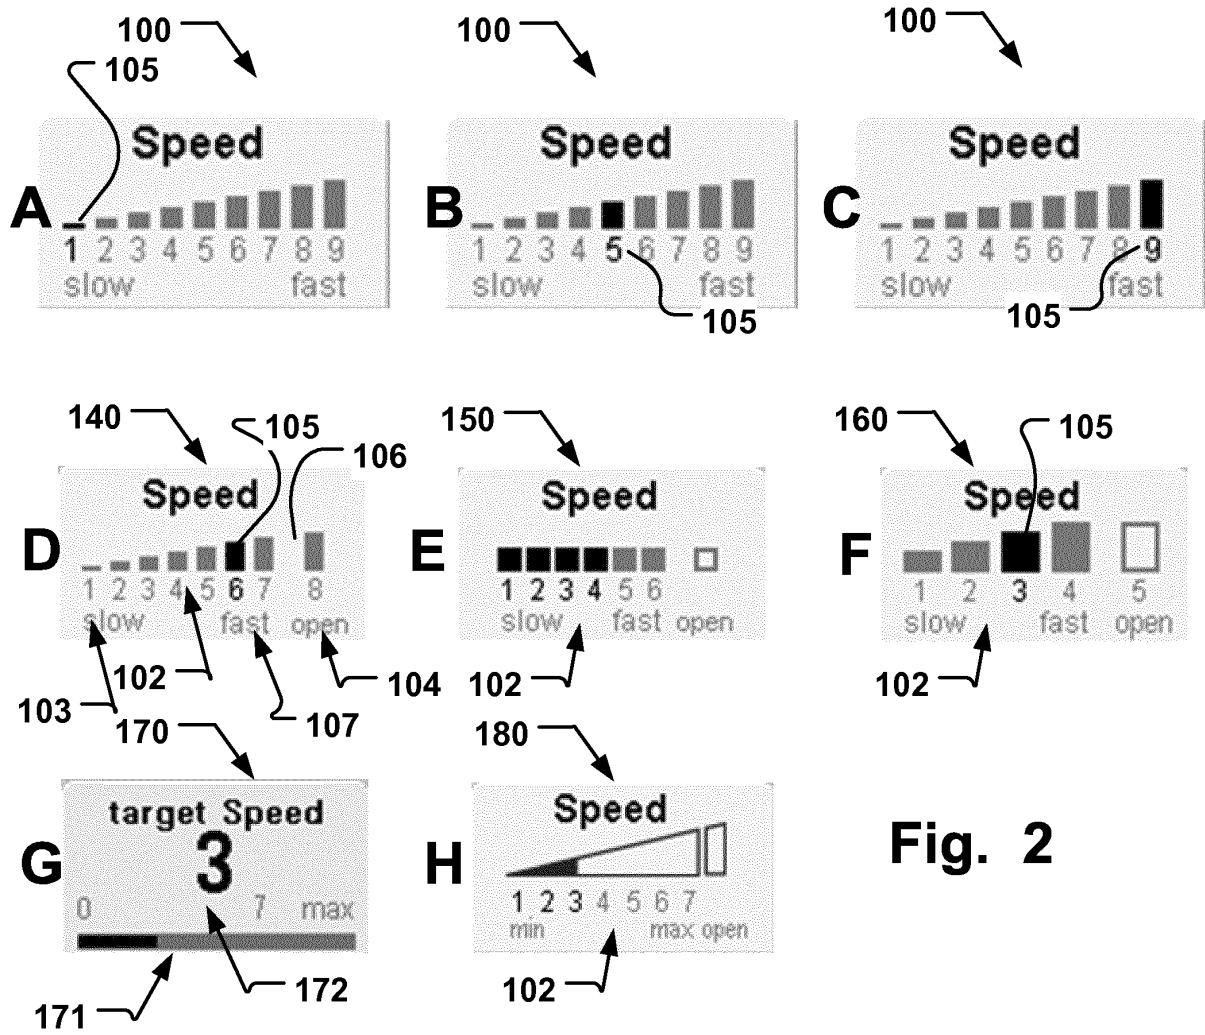 100 100 100
105
Speed Speed Speed
A B C
1 2 3 4 5 6 7 8 9 1 2 3 4 5 6 7 8 9 1 2 3 4 5 6 7 8 9
slow fast slow fast slow fast
105 105
140 105 150 160 105
106
Speed Speed Speed
D E F
1 2 3 4 5 6 7 8 1 2 3 4 5 6 1 2 3 4 5
slow fast open slow fast open slow fast open
102 104 102 102
103 107
170 180
target Speed Speed
G 3 H
Fig. 2
0 7 max 1 2 3 4 5 6 7
min max open
171 172 102